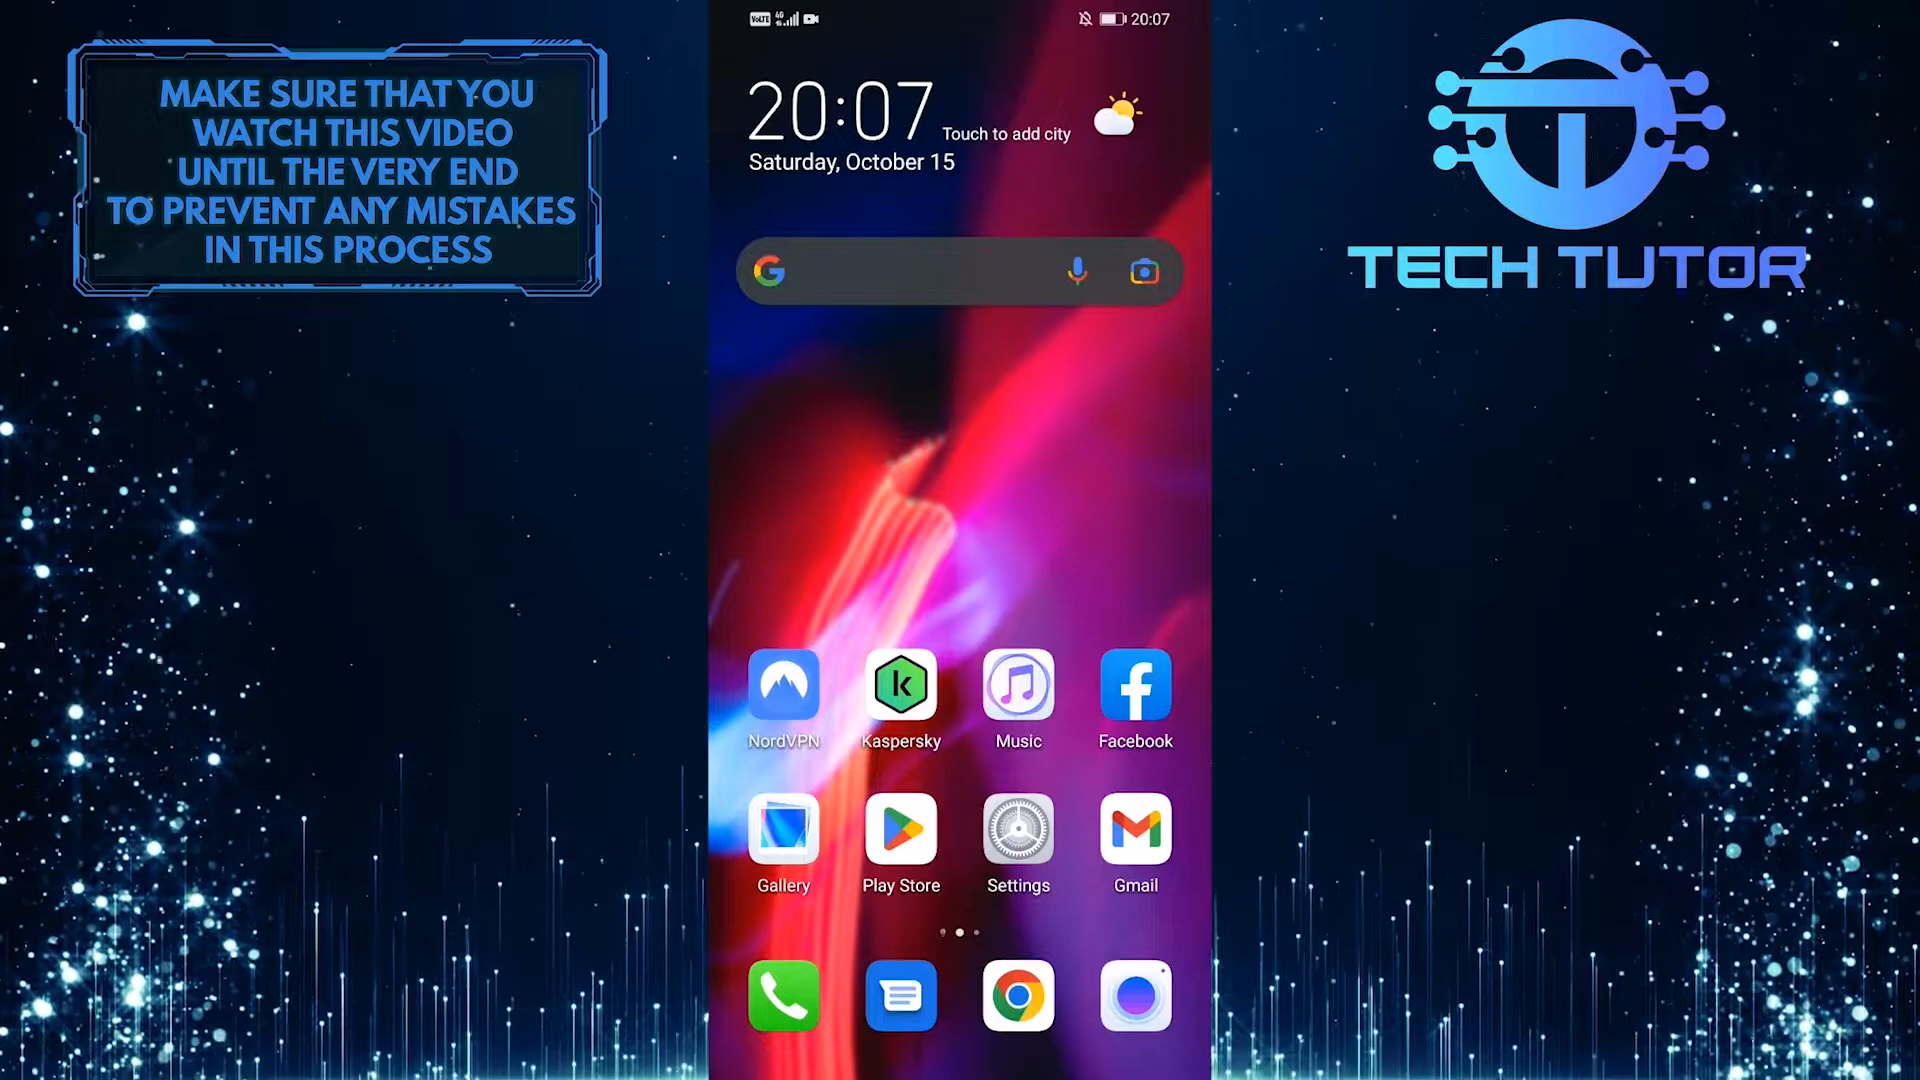 MAKE SURE THAT YOU
WATCH THIS VIDEO
UNTIL THE VERY END
TO PREVENT ANY MISTAKES
IN THIS PROCESS
VoLTE 4G 20:07
20:07 Touch to add city
Saturday, October 15
NordVPN Kaspersky Music Facebook
Gallery Play Store Settings Gmail
TECH TUTOR